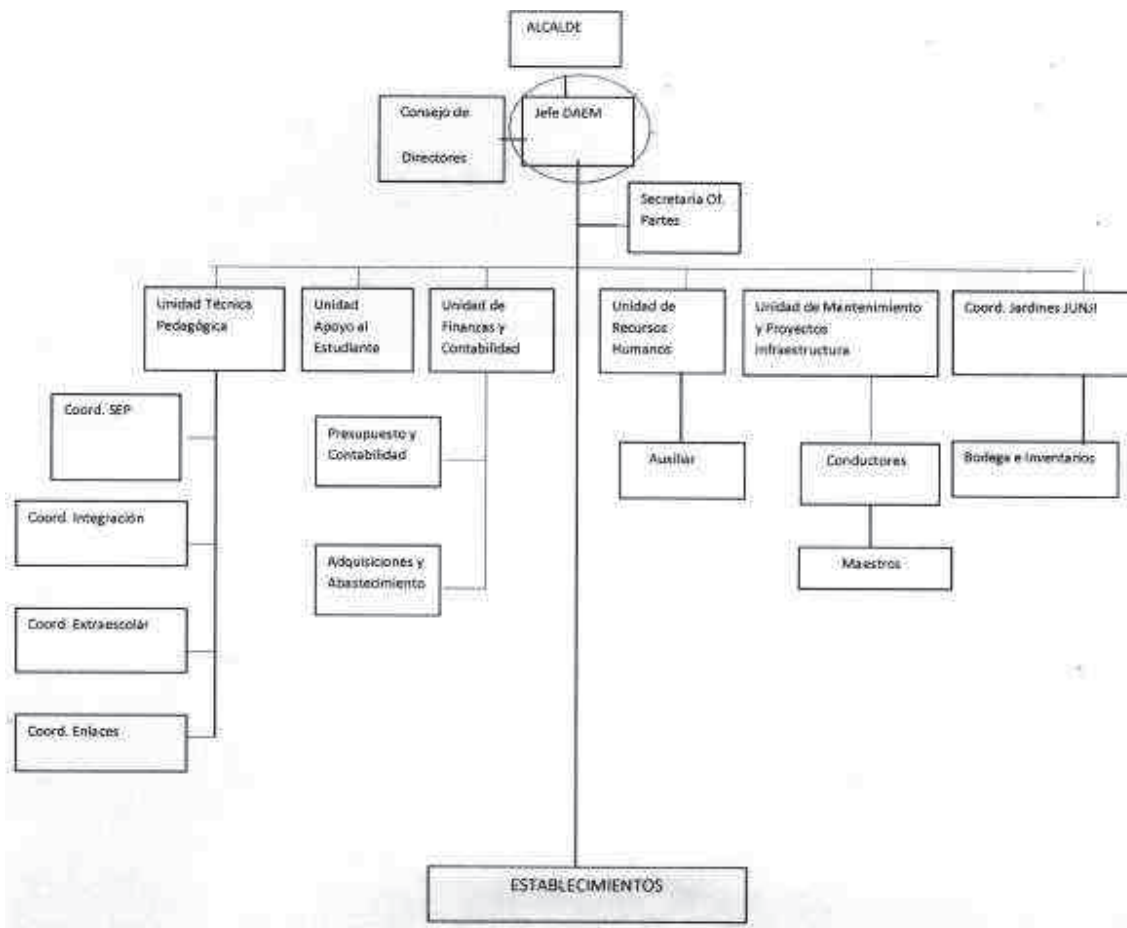 ALCALDE
Consejo de
Directores
Jefe DAEM
Secretaria Of.
Partes
Unidad Técnica
Pedagógica
Unidad
Apoyo al
Estudiante
Unidad de
Finanzas y
Contabilidad
Unidad de
Recursos
Humanos
Unidad de Mantenimiento
y Proyectos
Infraestructura
Coord. Jardines JUNJI
Coord. SEP
Presupuesto y
Contabilidad
Auxiliar
Conductores
Bodega e Inventarios
Coord. Integración
Adquisiciones y
Abastecimiento
Maestros
Coord. Extraescolar
Coord. Enlaces
ESTABLECIMIENTOS